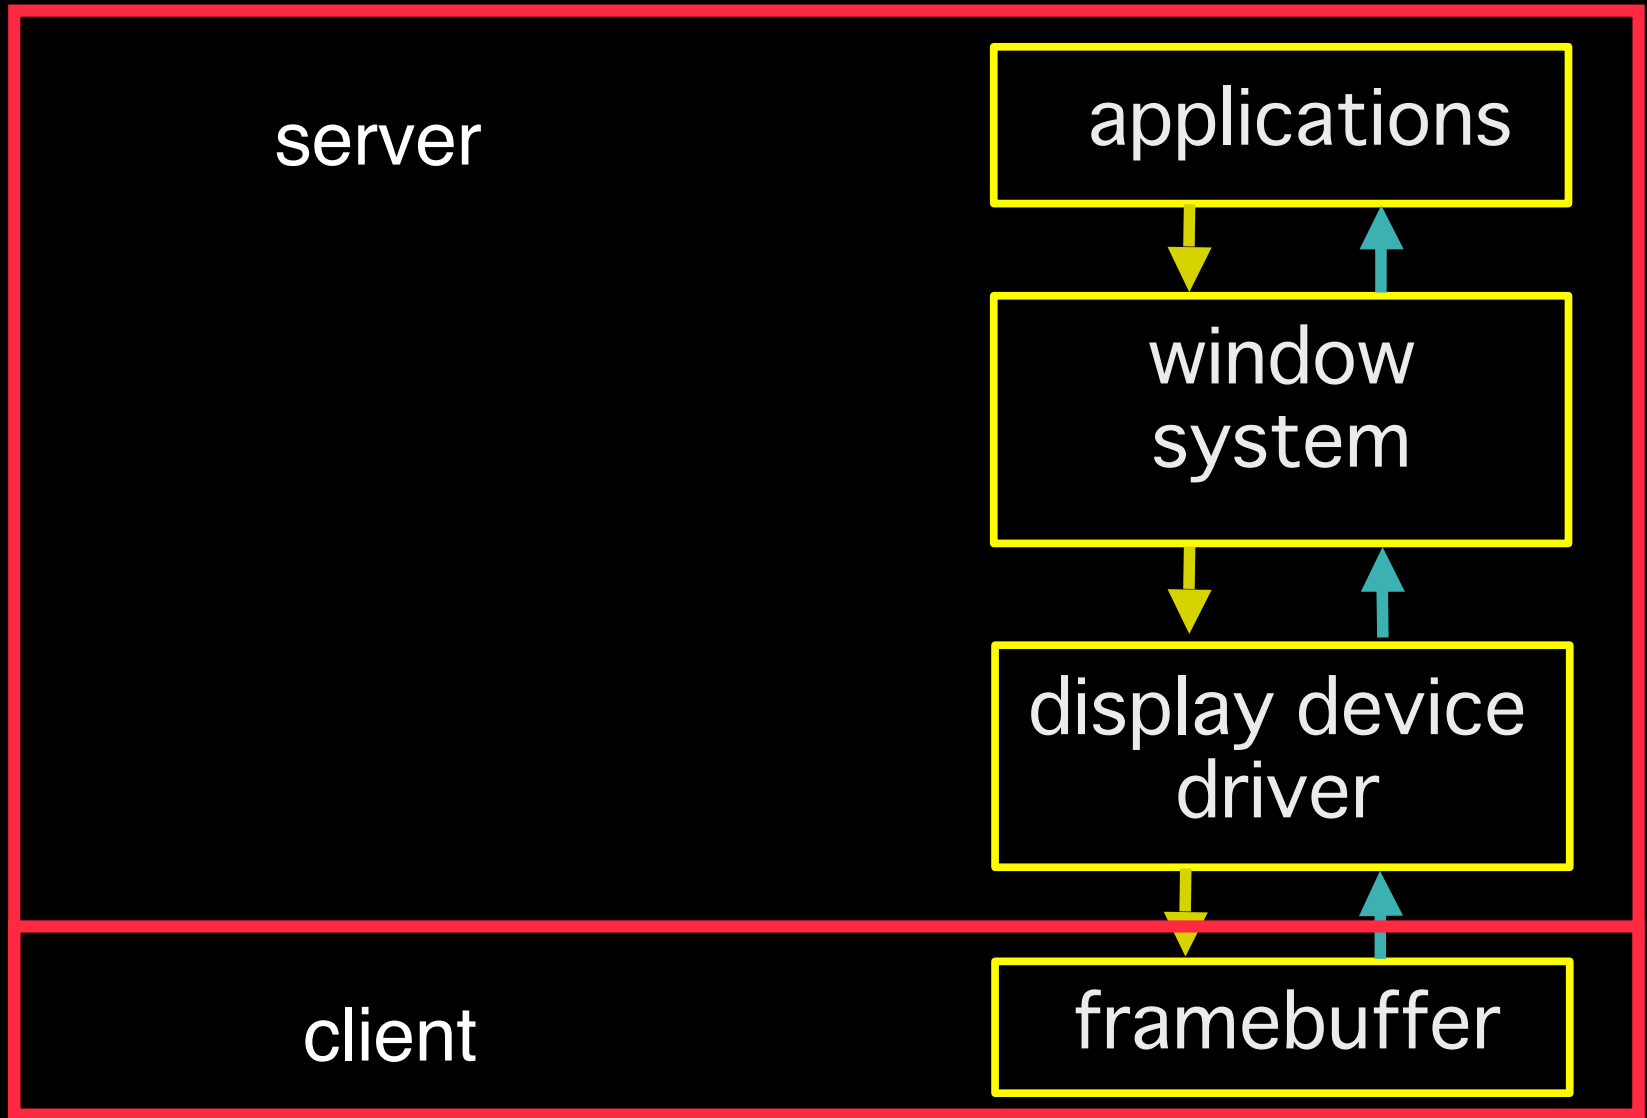 server
applications
window
system
display device
driver
client
framebuffer